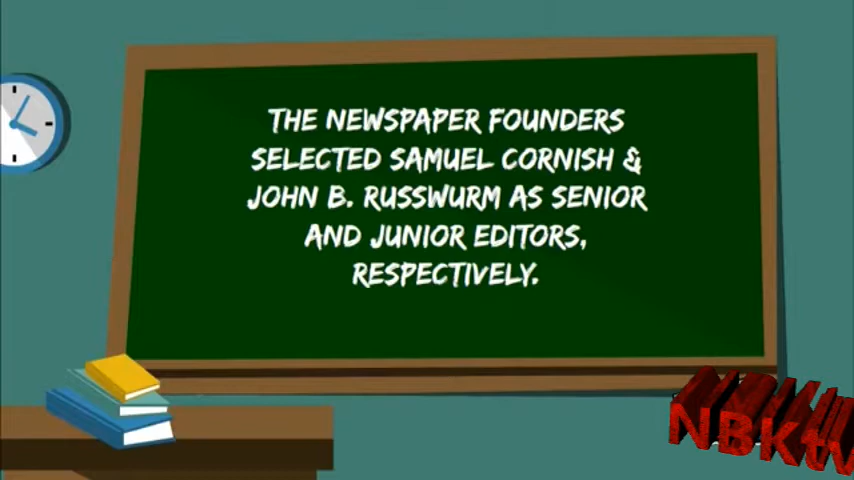 THE NEWSPAPER FOUNDERS
SELECTED SAMUEL CORNISH &
JOHN B. RUSSWURM AS SENIOR
AND JUNIOR EDITORS,
RESPECTIVELY.
NBKtv